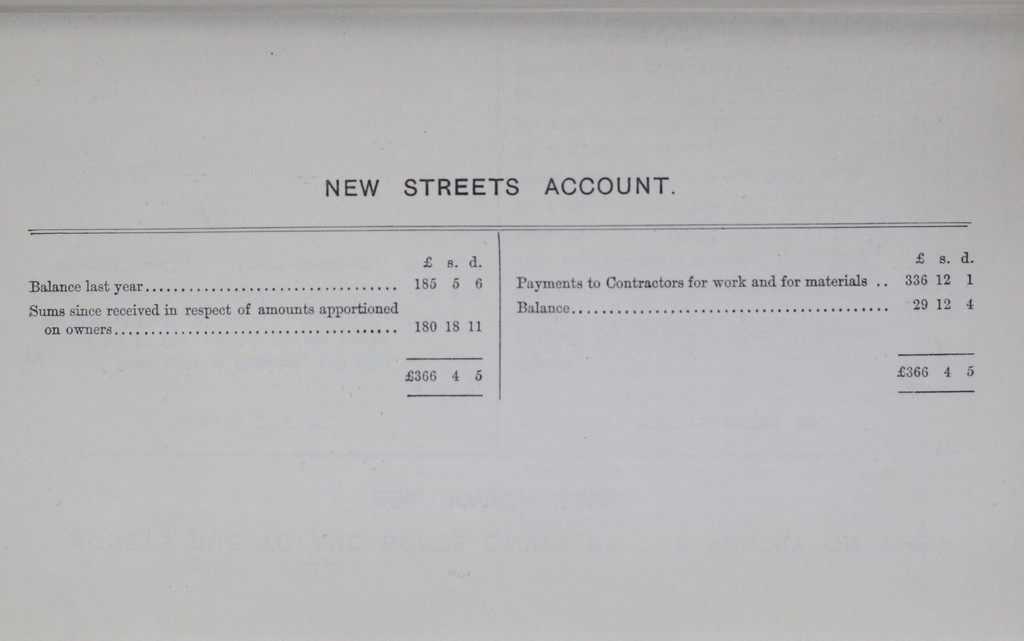 NEW STREETS ACCOUNT.
£ s. d.
Balance last year................................ 185 5 6
Sums since received in respect of amounts apportioned
on owners.................................... 180 18 11
£366 4 5
£ s. d.
Payments to Contractors for work and for materials .. 336 12 1
Balance........................................ 29 12 4
£366 4 5